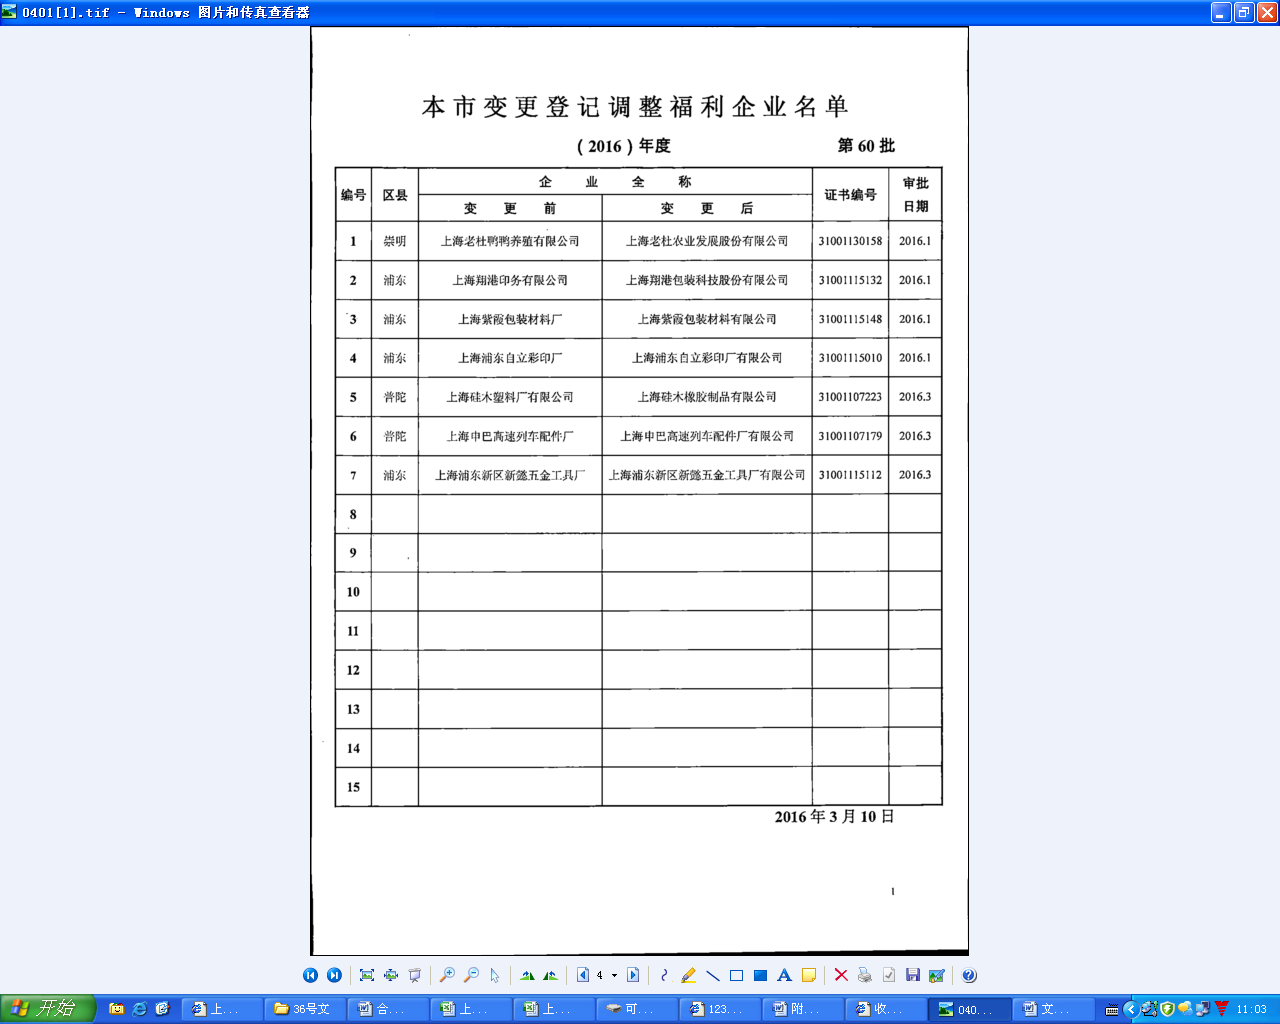 0401[1].tif - Windows 图片和传真查看器
本市变更登记调整福利企业名单
（2016）年度 第 60 批
编号 区县 企业全称 证书编号 审批日期
变更前 变更后
1 崇明 上海老杜鸭鸭养殖有限公司 上海老杜农业发展股份有限公司 31001130158 2016.1
2 浦东 上海翔港印务有限公司 上海翔港包装科技股份有限公司 31001115132 2016.1
3 浦东 上海紫霞包装材料厂 上海紫霞包装材料有限公司 31001115148 2016.1
4 浦东 上海浦东自立彩印厂 上海浦东自立彩印厂有限公司 31001115010 2016.1
5 普陀 上海硅木塑料厂有限公司 上海硅木橡胶制品有限公司 31001107223 2016.3
6 普陀 上海申巴高速列车配件厂 上海申巴高速列车配件厂有限公司 31001107179 2016.3
7 浦东 上海浦东新区新懿五金工具厂 上海浦东新区新懿五金工具厂有限公司 31001115112 2016.3
8
9
10
11
12
13
14
15
2016 年 3 月 10 日
1
4
开始 上... 36号文 合... 上... 上... 可... 123... 附... 收... 040... 文... 11:03